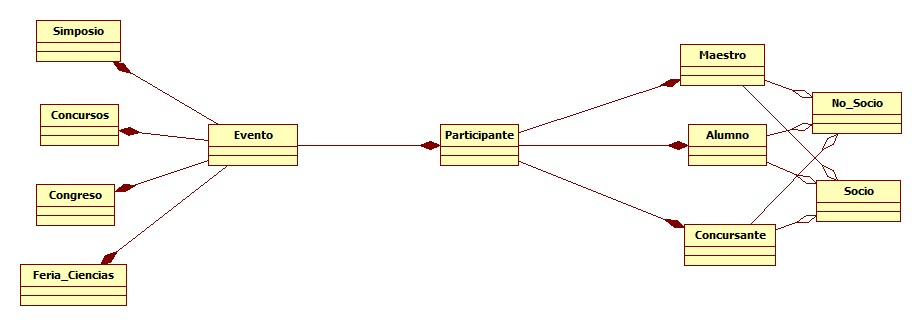 Simposio
Concursos
Congreso
Feria_Ciencias
Evento
Participante
Maestro
Alumno
Concursante
No_Socio
Socio